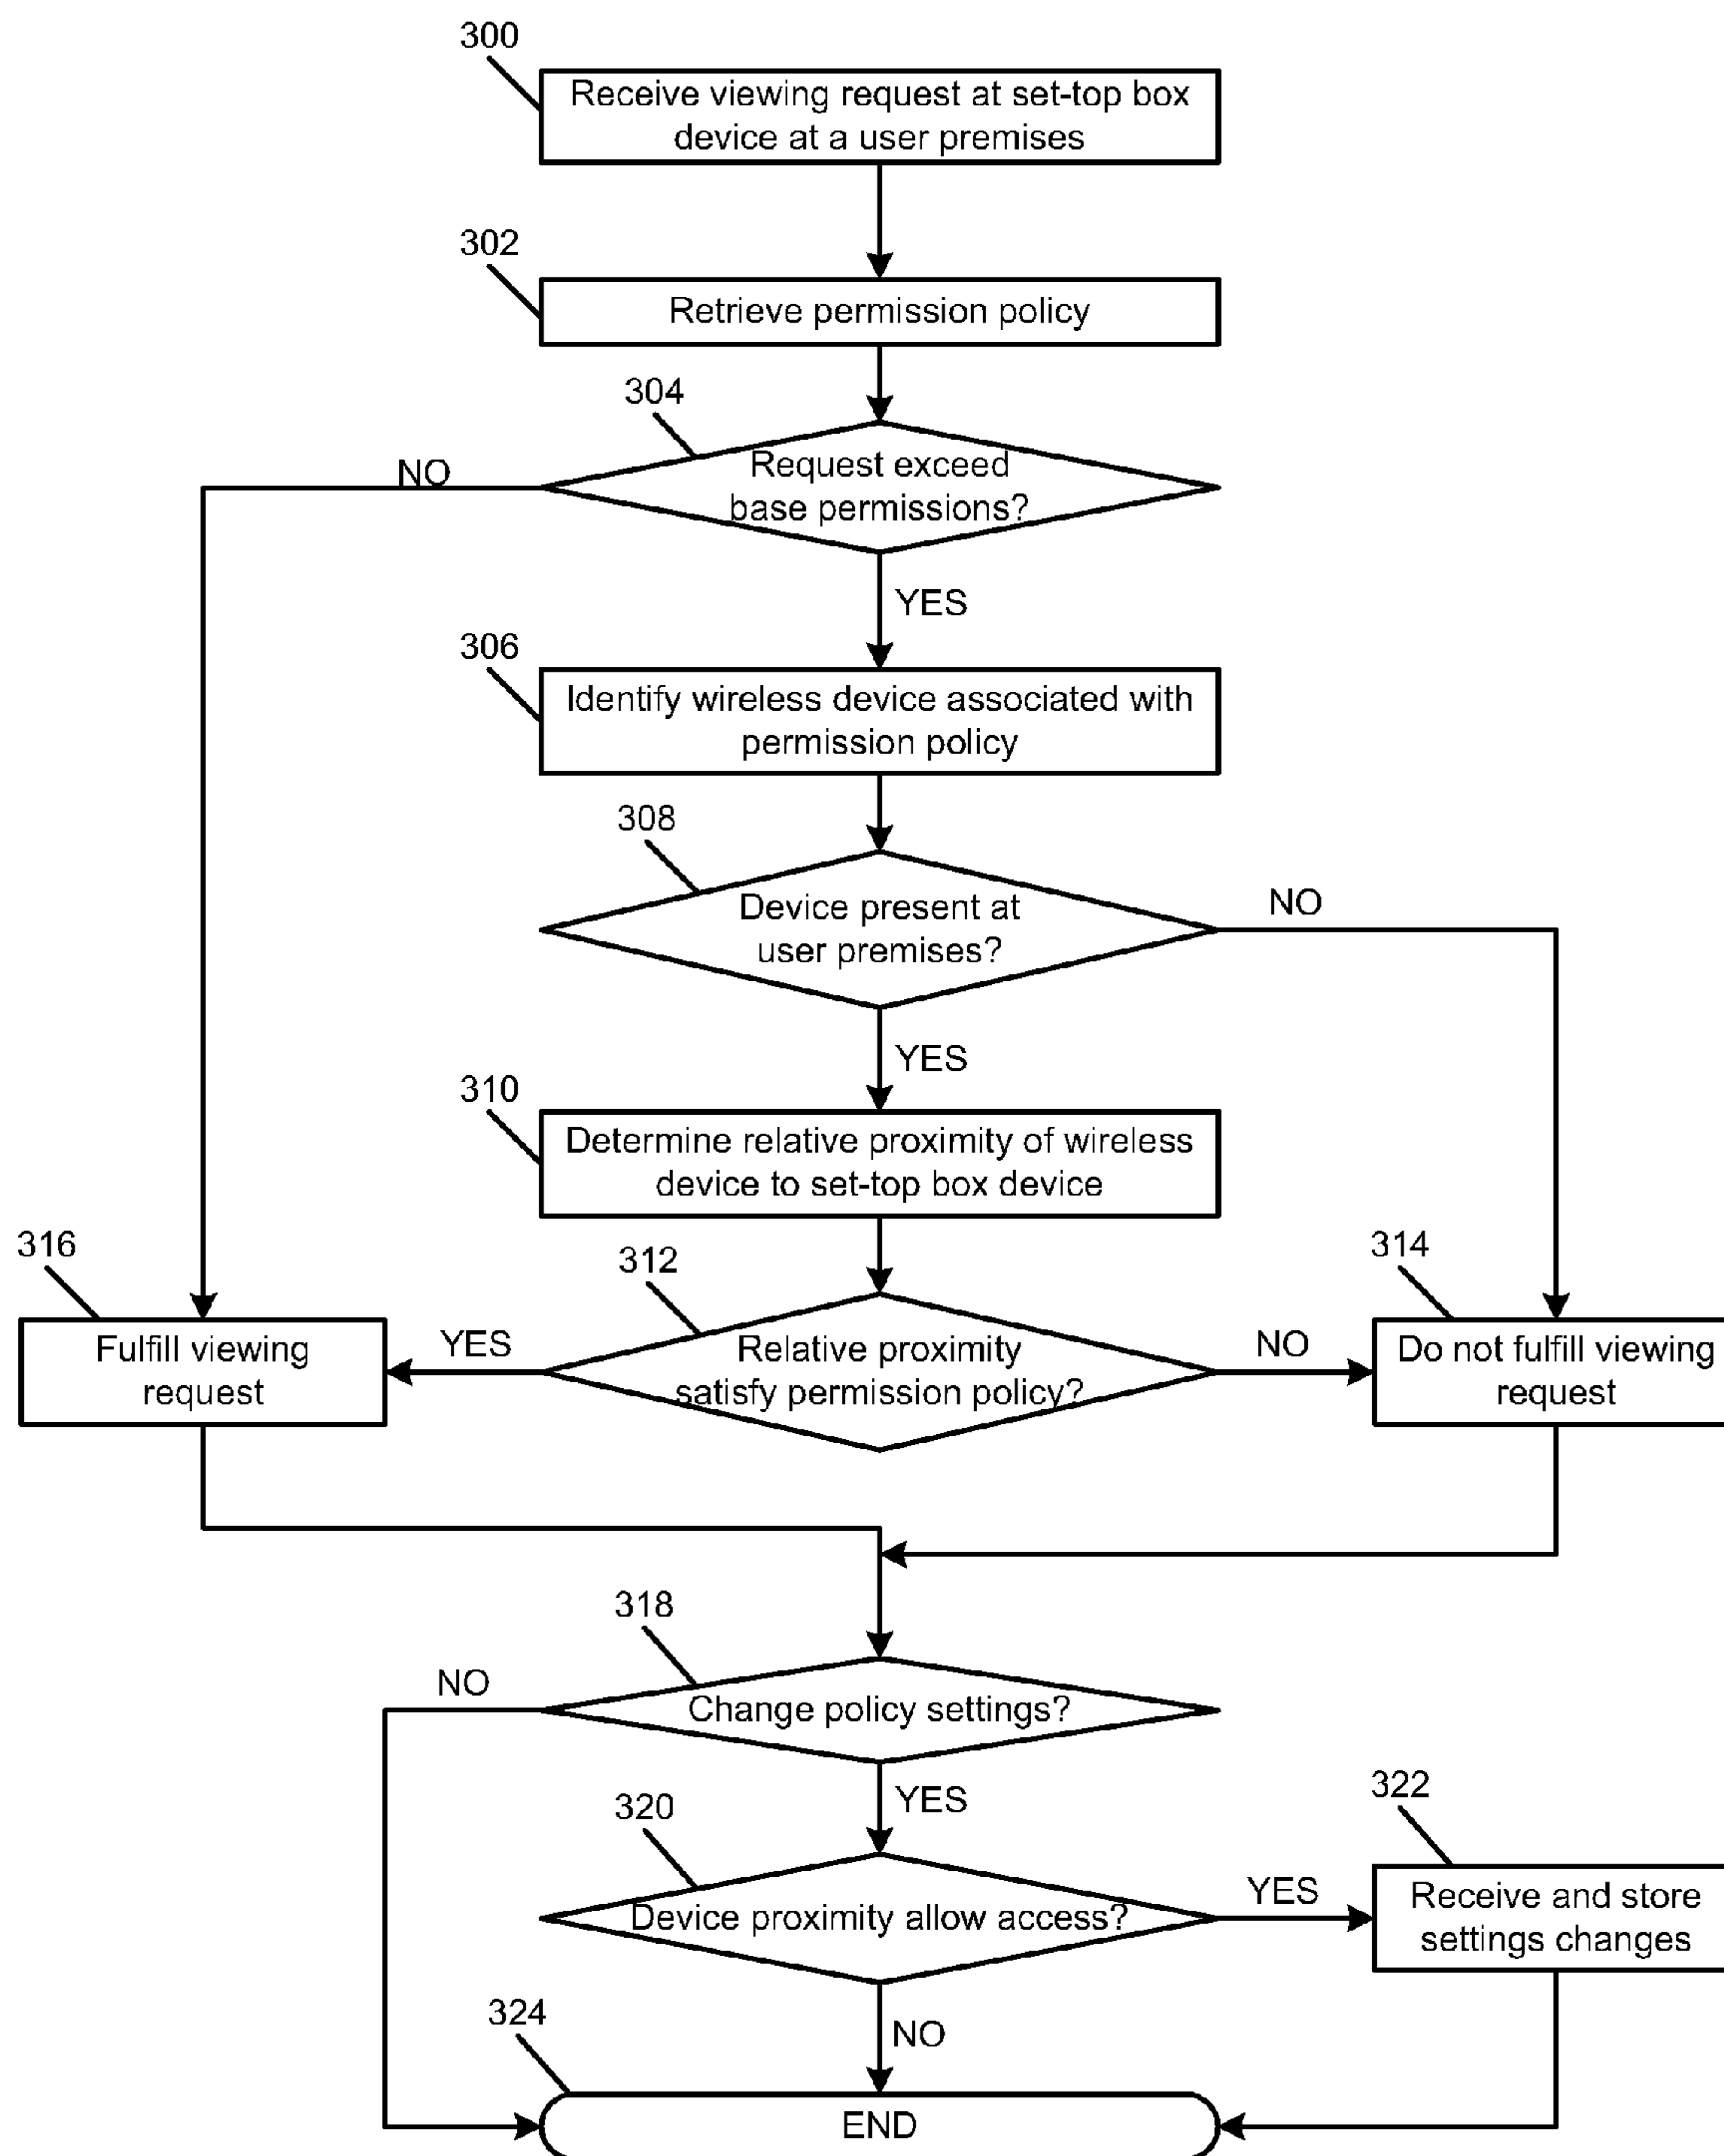 300
Receive viewing request at set-top box
device at a user premises
302
Retrieve permission policy
304
NO
Request exceed
base permissions?
YES
306
Identify wireless device associated with
permission policy
308
Device present at
user premises?
NO
YES
310
Determine relative proximity of wireless
device to set-top box device
316
312
314
Fulfill viewing
request
YES
Relative proximity
satisfy permission policy?
NO
Do not fulfill viewing
request
318
NO
Change policy settings?
YES
320
322
Device proximity allow access?
YES
Receive and store
settings changes
324
NO
END